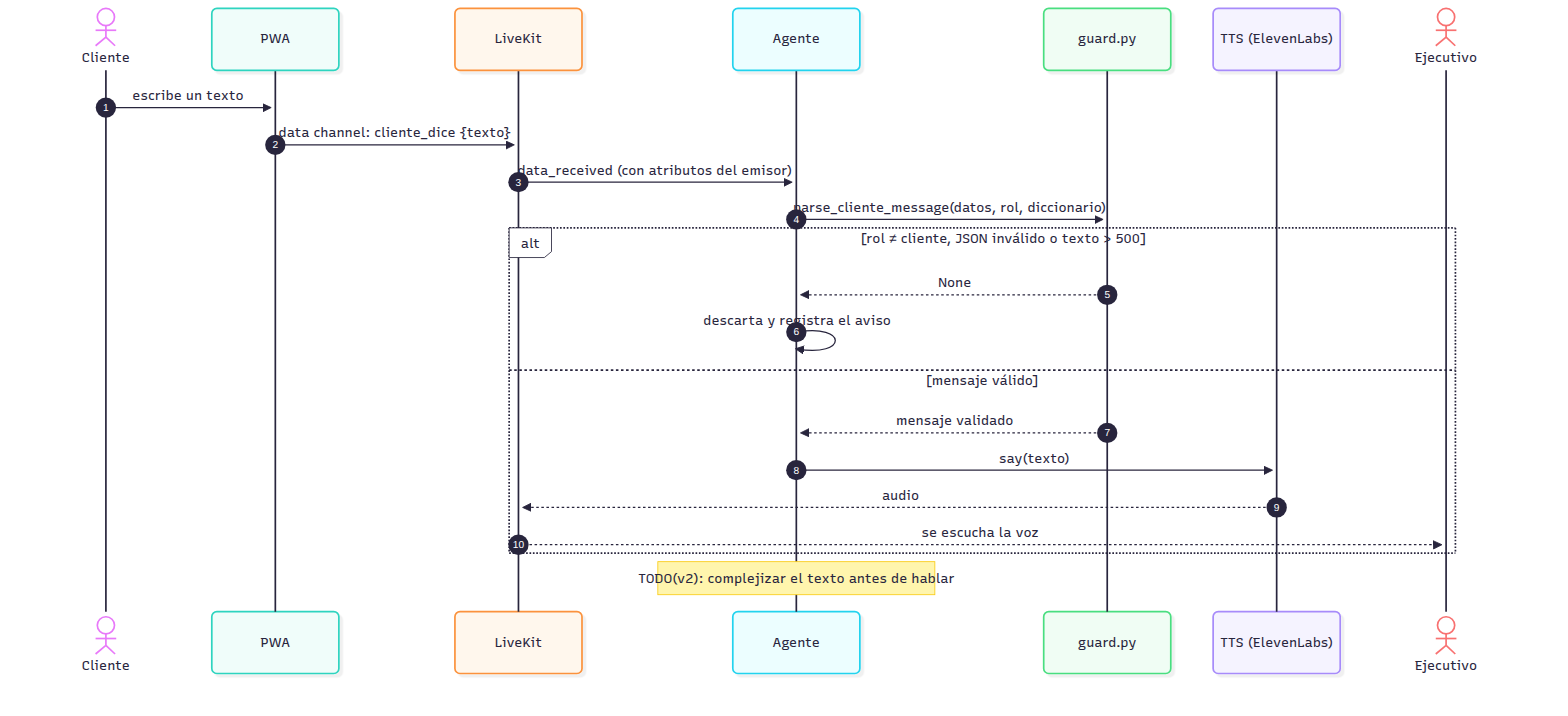 Cliente
PWA
LiveKit
Agente
guard.py
TTS (ElevenLabs)
Ejecutivo
escribe un texto
1
data channel: cliente_dice {texto}
2
data_received (con atributos del emisor)
3
parse_cliente_message(datos, rol, diccionario)
4
alt
[rol ≠ cliente, JSON inválido o texto > 500]
None
5
descarta y registra el aviso
6
[mensaje válido]
mensaje validado
7
say(texto)
8
audio
9
se escucha la voz
10
TODO(v2): complejizar el texto antes de hablar
Cliente
PWA
LiveKit
Agente
guard.py
TTS (ElevenLabs)
Ejecutivo